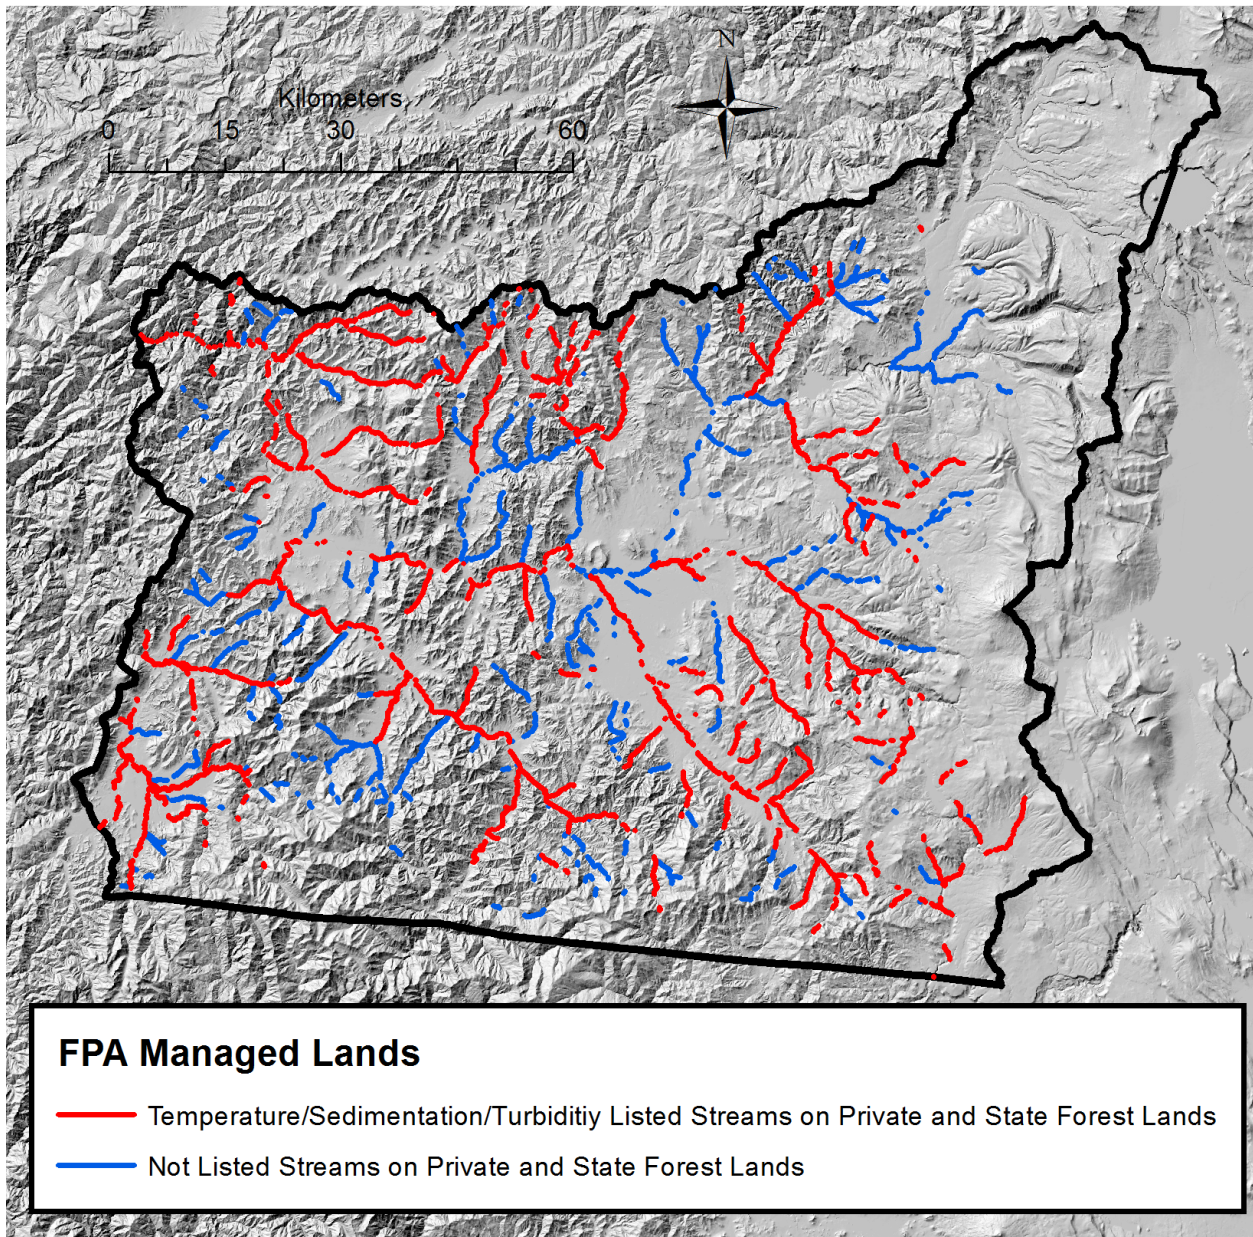 N
Kilometers
0 15 30 60
FPA Managed Lands
Temperature/Sedimentation/Turbiditiy Listed Streams on Private and State Forest Lands
Not Listed Streams on Private and State Forest Lands